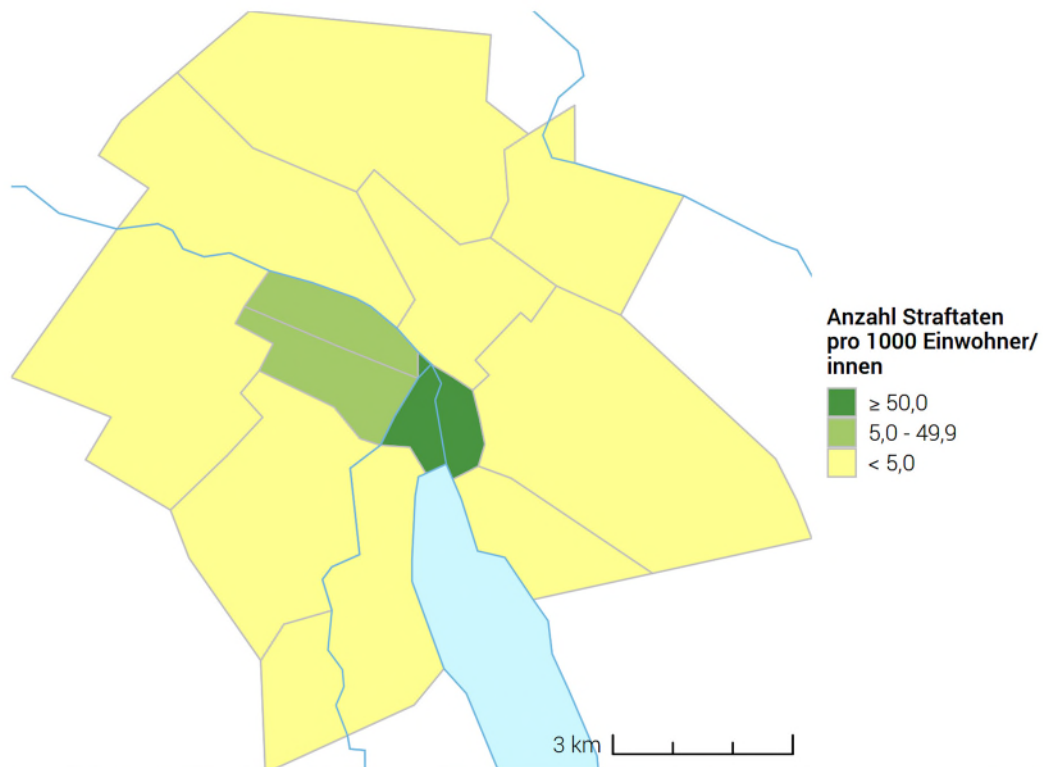 Anzahl Straftaten
pro 1000 Einwohner/
innen
≥ 50,0
5,0 - 49,9
< 5,0
3 km